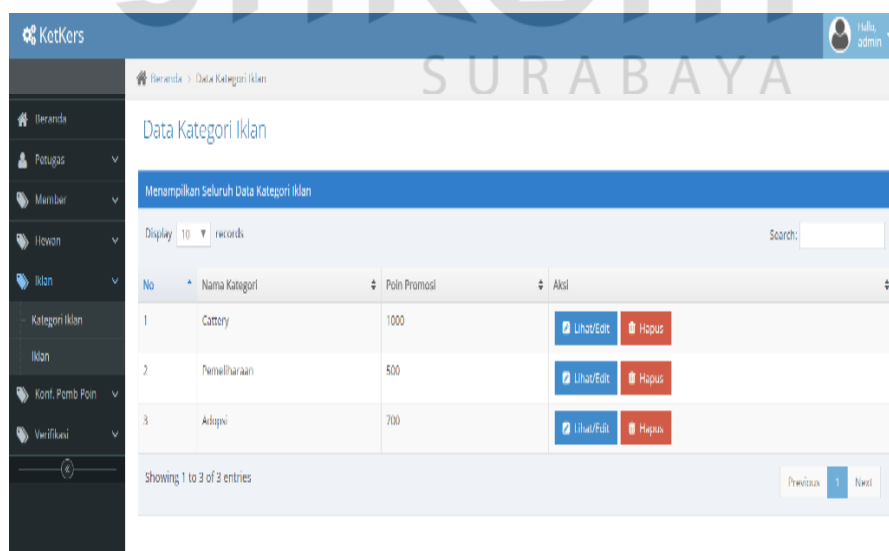 KetKers
Hallo,
admin
SURABAYA
Beranda > Data Kategori Iklan
Beranda
Petugas
Member
Hewan
Iklan
Kategori Iklan
Iklan
Konf. Pemb Poin
Verifikasi
Data Kategori Iklan
Menampilkan Seluruh Data Kategori Iklan
Display 10 records
Search:
No Nama Kategori Poin Promosi Aksi
1 Cattery 1000 Lihat/Edit Hapus
2 Pemeliharaan 500 Lihat/Edit Hapus
3 Adopsi 700 Lihat/Edit Hapus
Showing 1 to 3 of 3 entries
Previous 1 Next